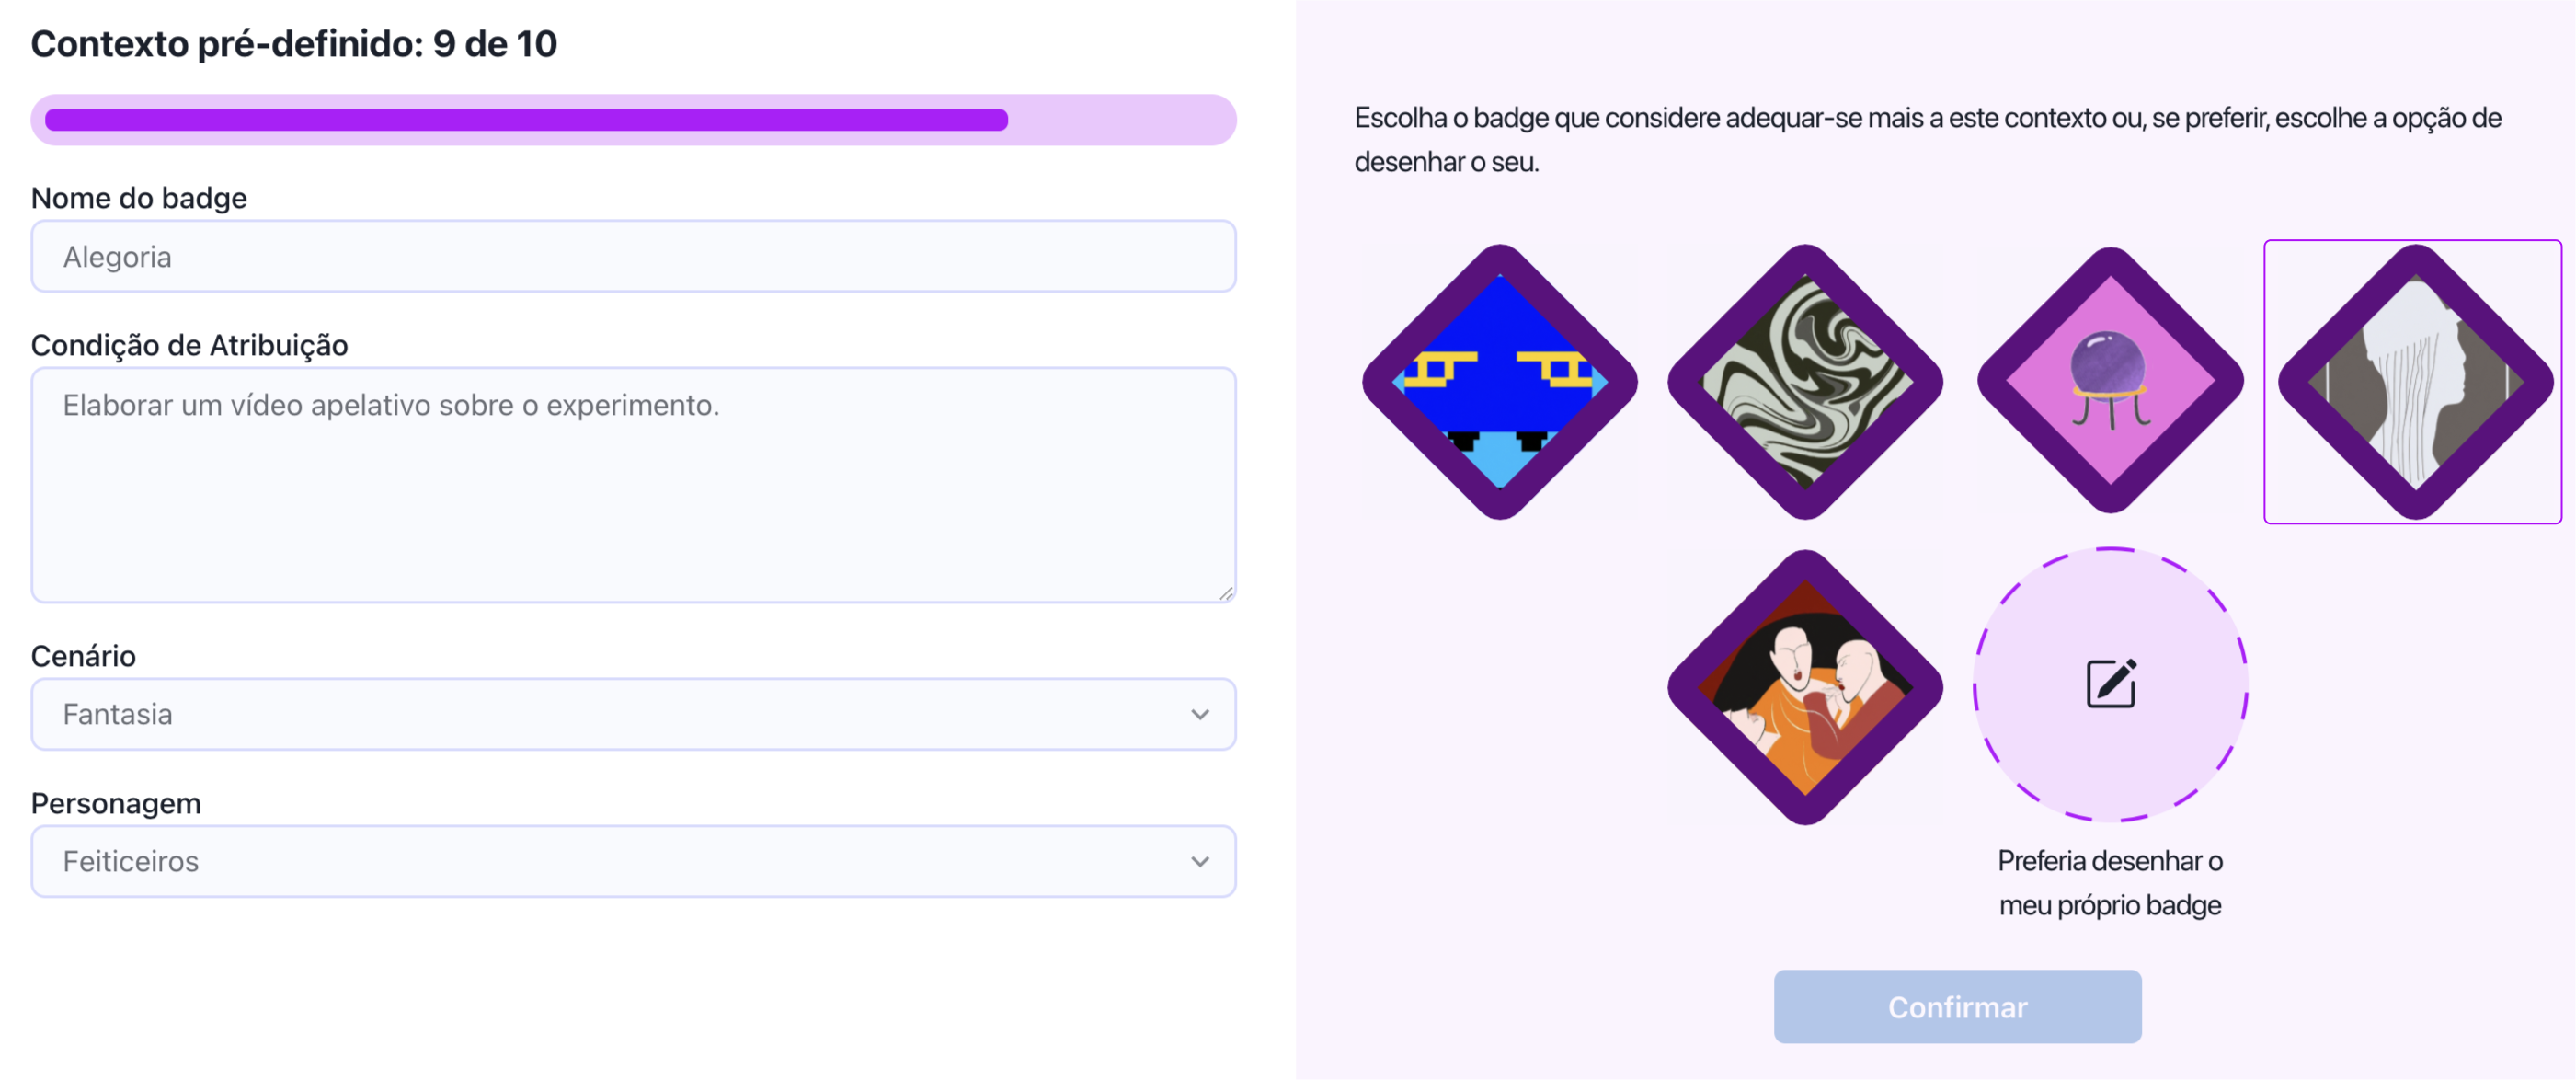 Contexto pré-definido: 9 de 10
Nome do badge
Alegoria
Condição de Atribuição
Elaborar um vídeo apelativo sobre o experimento.
Cenário
Fantasia
Personagem
Feiticeiros
Escolha o badge que considere adequar-se mais a este contexto ou, se preferir, escolhe a opção de
desenhar o seu.
Preferia desenhar o
meu próprio badge
Confirmar